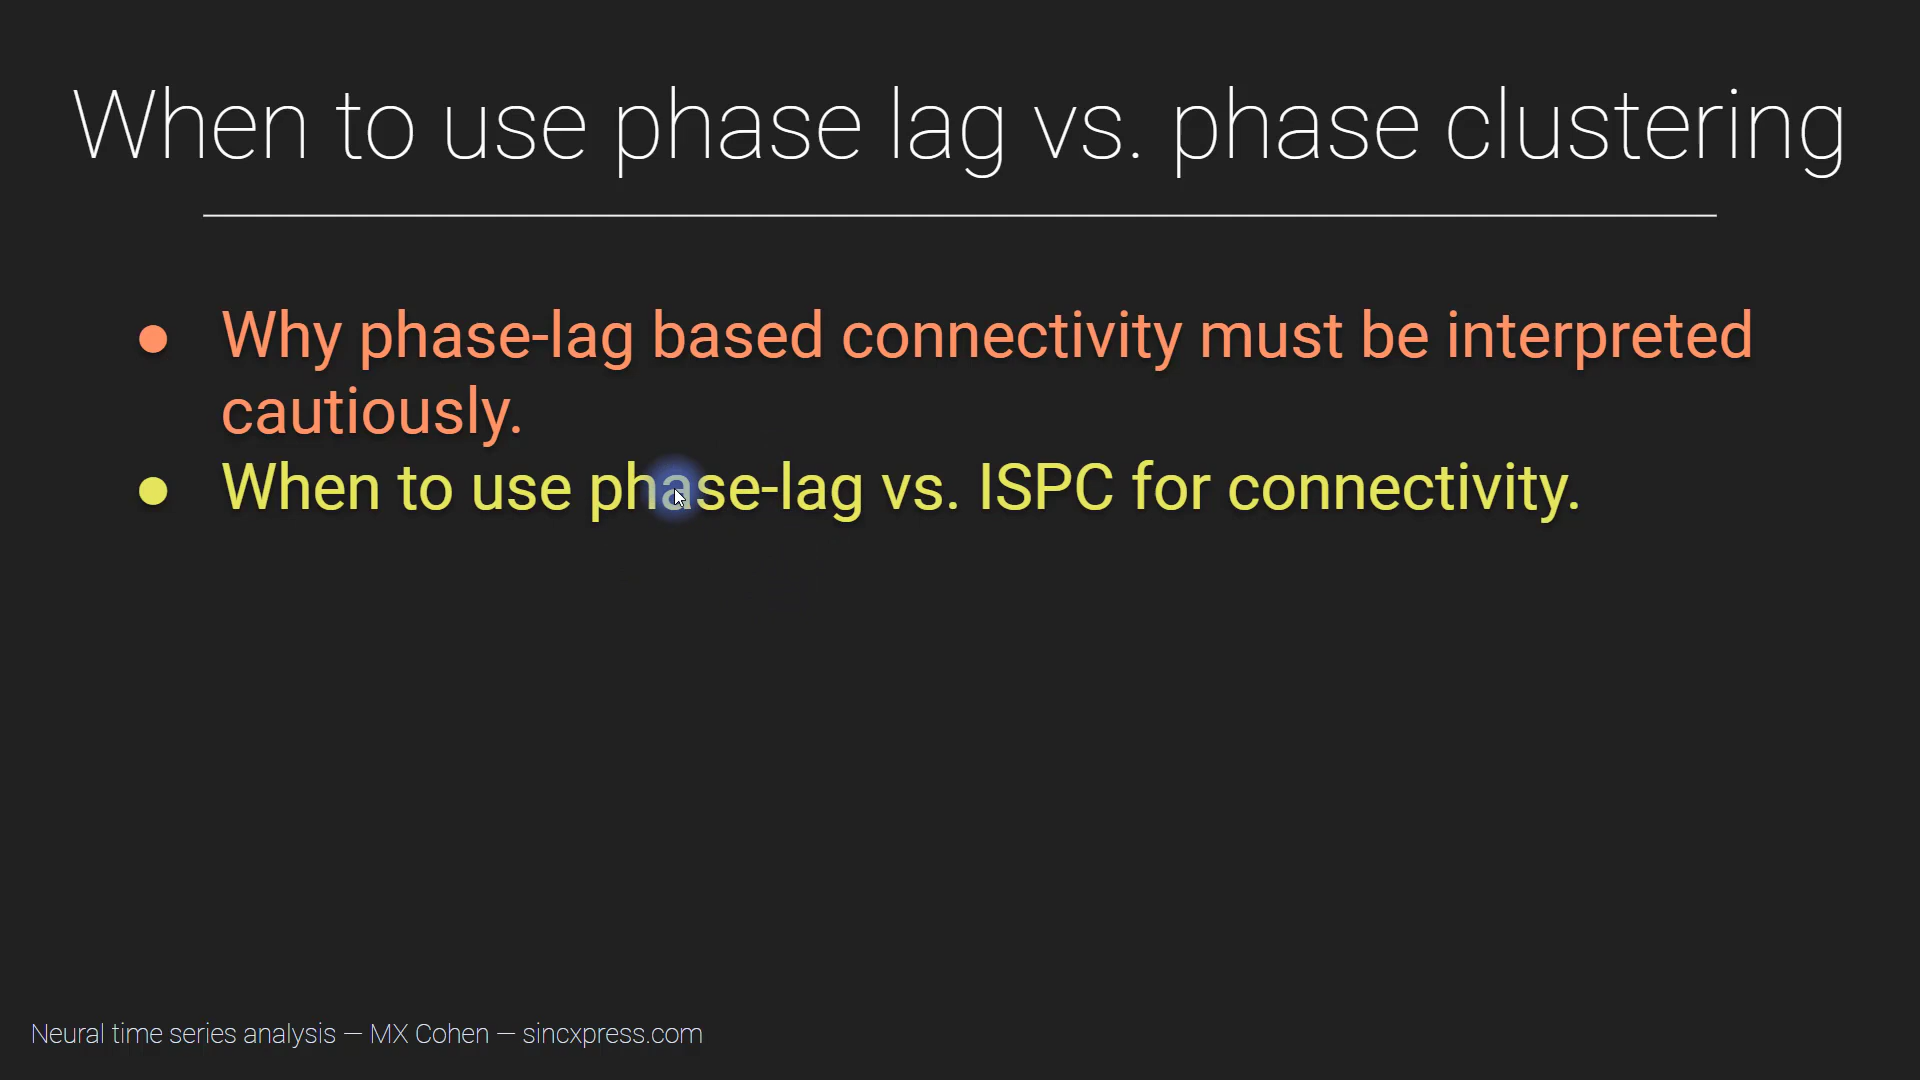 When to use phase lag vs. phase clustering
● Why phase-lag based connectivity must be interpreted
cautiously.
● When to use phase-lag vs. ISPC for connectivity.
Neural time series analysis — MX Cohen — sincxpress.com